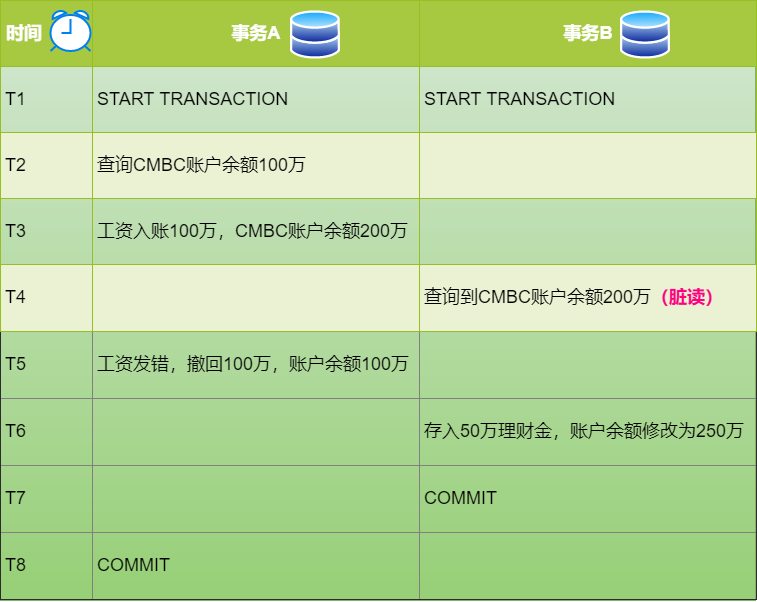 时间 事务A 事务B
T1 START TRANSACTION START TRANSACTION
T2 查询CMBC账户余额100万
T3 工资入账100万，CMBC账户余额200万
T4 查询到CMBC账户余额200万（脏读）
T5 工资发错，撤回100万，账户余额100万
T6 存入50万理财金，账户余额修改为250万
T7 COMMIT
T8 COMMIT